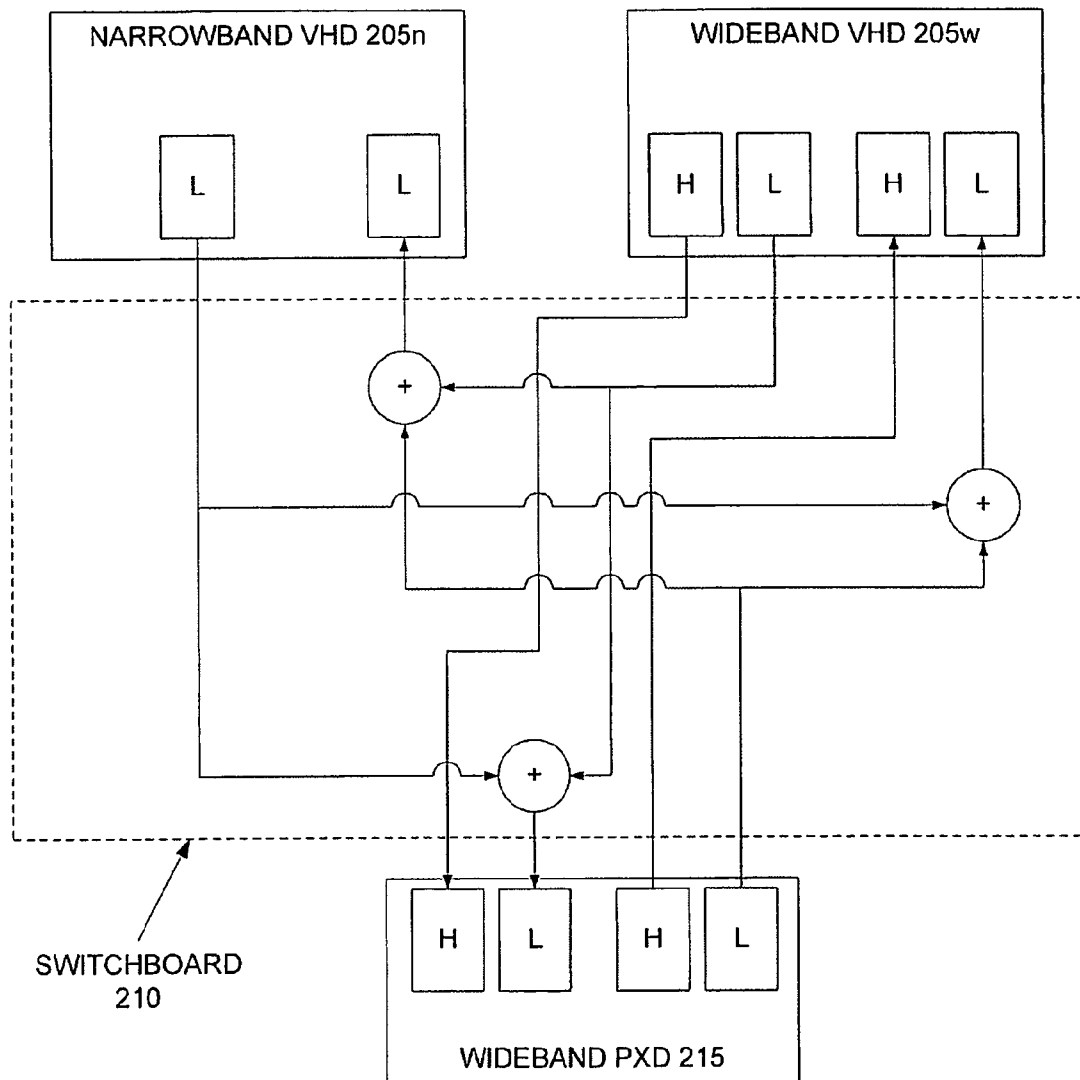 NARROWBAND VHD 205n
WIDEBAND VHD 205w
L
L
H
L
H
L
+
+
+
H
L
H
L
SWITCHBOARD
210
WIDEBAND PXD 215